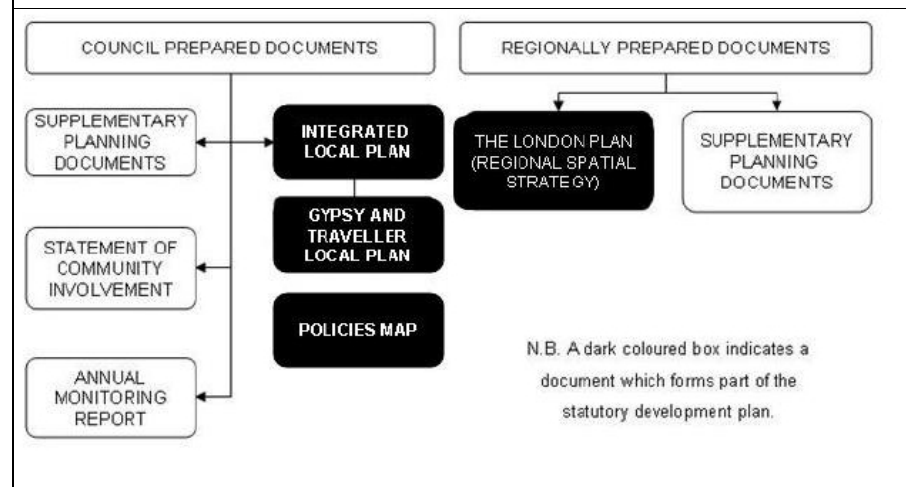 COUNCIL PREPARED DOCUMENTS
REGIONALLY PREPARED DOCUMENTS
SUPPLEMENTARY
PLANNING
DOCUMENTS
INTEGRATED
LOCAL PLAN
THE LONDON PLAN
(REGIONAL SPATIAL
STRATEGY)
SUPPLEMENTARY
PLANNING
DOCUMENTS
GYPSY AND
TRAVELLER
LOCAL PLAN
STATEMENT OF
COMMUNITY
INVOLVEMENT
POLICIES MAP
ANNUAL
MONITORING
REPORT
N.B. A dark coloured box indicates a
document which forms part of the
statutory development plan.